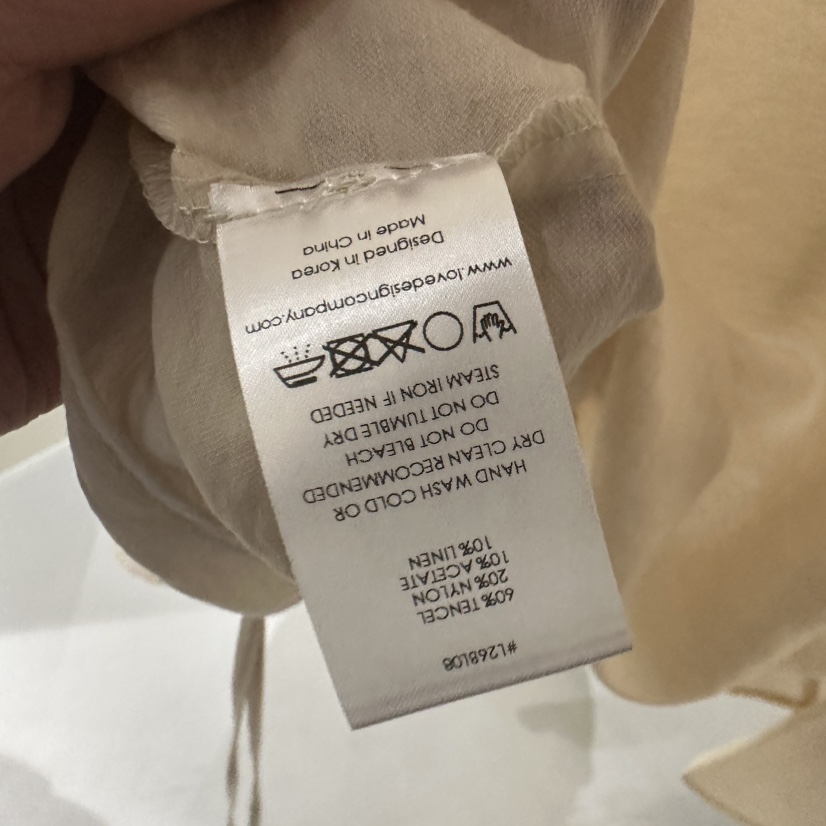 #L26BL08
60% TENCEL
20% NYLON
10% ACETATE
10% LINEN
HAND WASH COLD OR
DRY CLEAN RECOMMENDED
DO NOT BLEACH
DO NOT TUMBLE DRY
STEAM IRON IF NEEDED
www.lovedesigncompany.com
Designed in Korea
Made in China